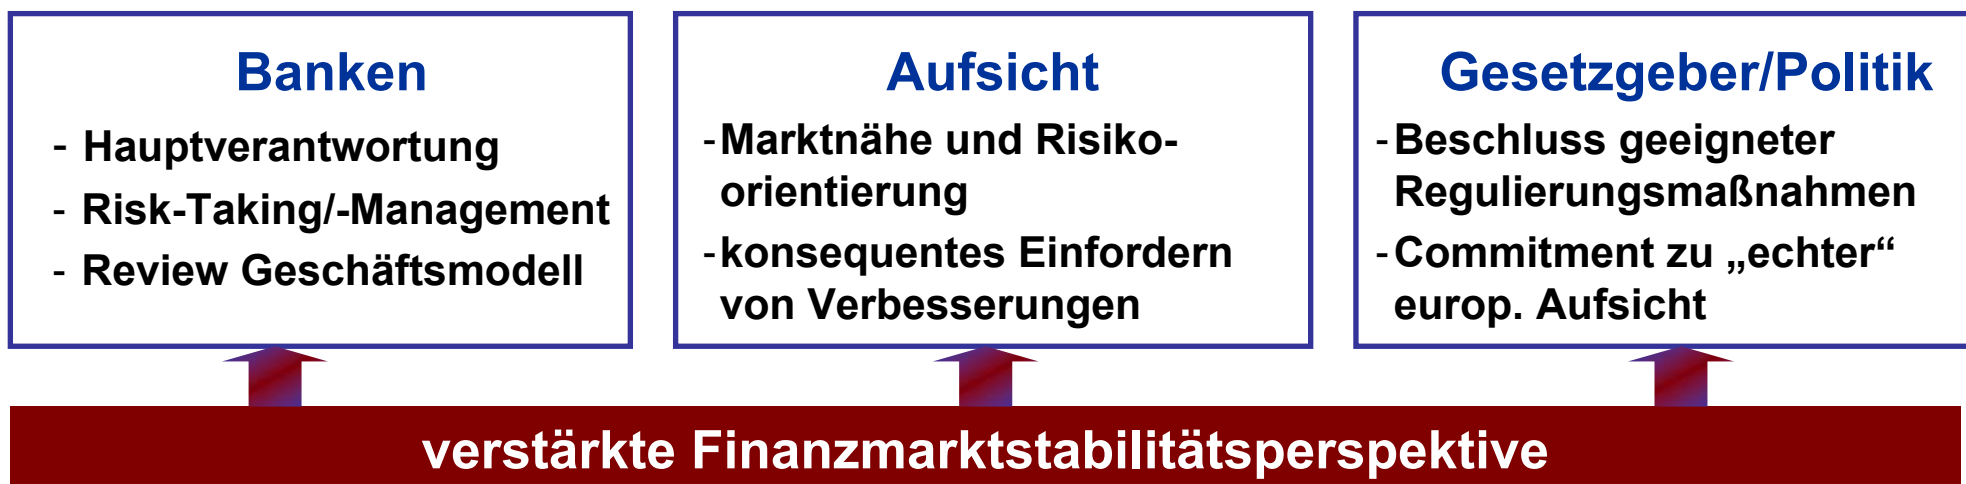 Banken
- Hauptverantwortung
- Risk-Taking/-Management
- Review Geschäftsmodell
Aufsicht
-Marktnähe und Risiko-
orientierung
-konsequentes Einfordern
von Verbesserungen
Gesetzgeber/Politik
-Beschluss geeigneter
Regulierungsmaßnahmen
-Commitment zu „echter“
europ. Aufsicht
verstärkte Finanzmarktstabilitätsperspektive